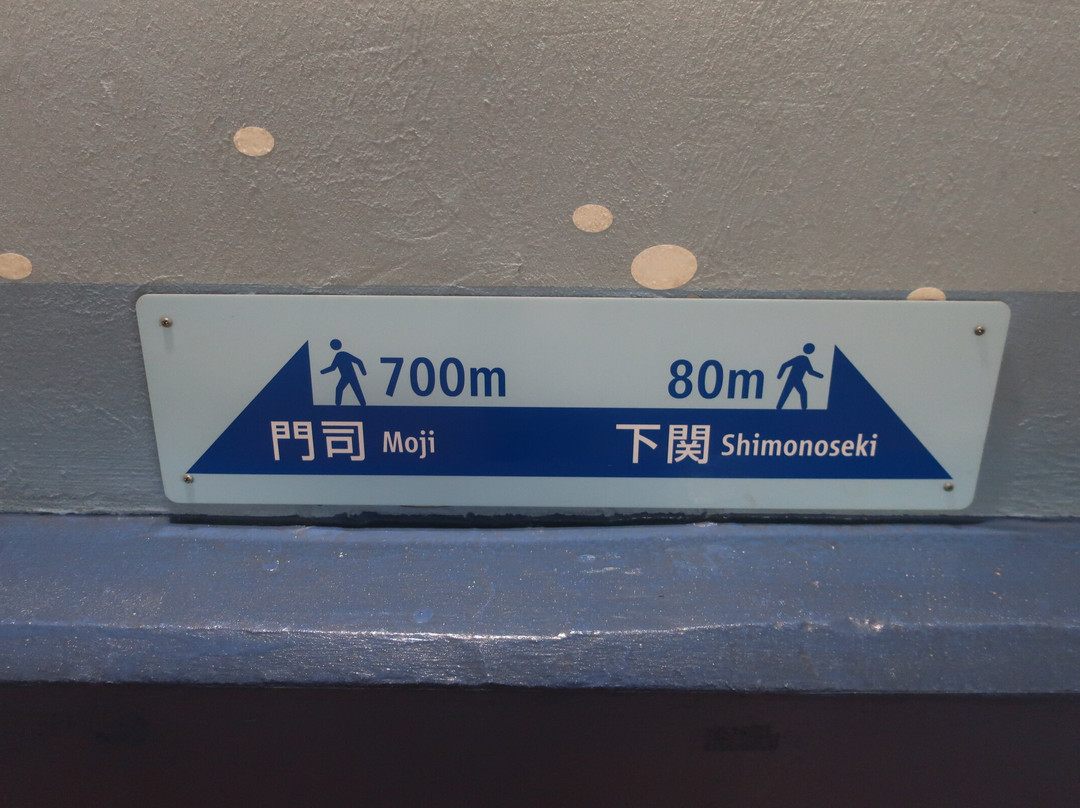 700m 80m
門司 Moji 下関 Shimonoseki